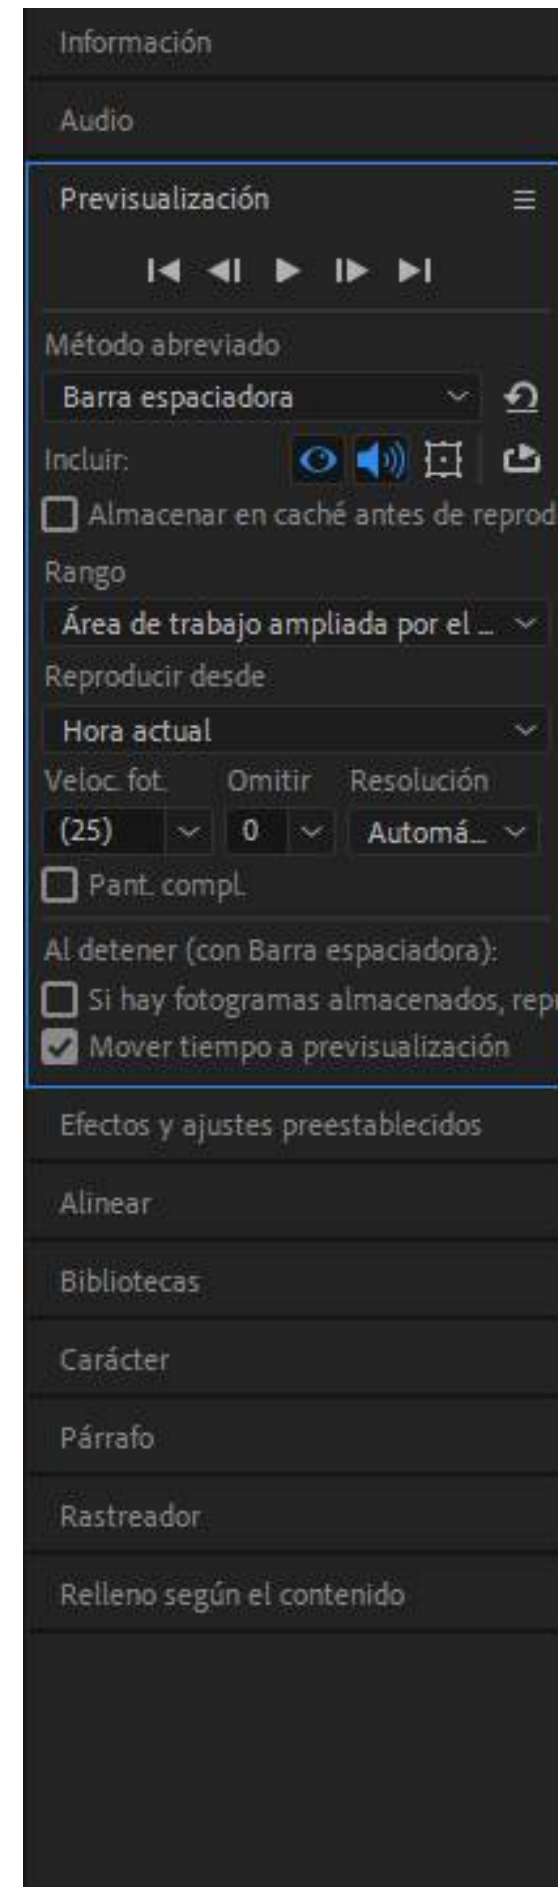 Información
Audio
Previsualización
Método abreviado
Barra espaciadora
Incluir:
Almacenar en caché antes de reprod
Rango
Área de trabajo ampliada por el ...
Reproducir desde
Hora actual
Veloc. fot. Omitir Resolución
(25) 0 Automá...
Pant. compl.
Al detener (con Barra espaciadora):
Si hay fotogramas almacenados, repr
Mover tiempo a previsualización
Efectos y ajustes preestablecidos
Alinear
Bibliotecas
Carácter
Párrafo
Rastreador
Relleno según el contenido